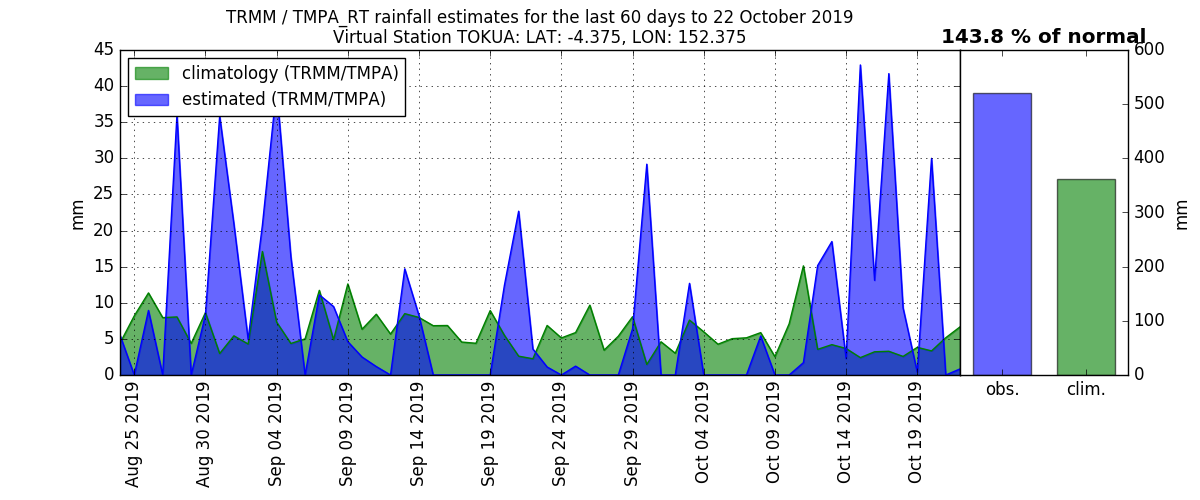 TRMM / TMPA_RT rainfall estimates for the last 60 days to 22 October 2019
Virtual Station TOKUA: LAT: -4.375, LON: 152.375
143.8 % of normal
climatology (TRMM/TMPA)
estimated (TRMM/TMPA)
45
40
35
30
25
20
15
10
5
0
mm
Aug 25 2019
Aug 30 2019
Sep 04 2019
Sep 09 2019
Sep 14 2019
Sep 19 2019
Sep 24 2019
Sep 29 2019
Oct 04 2019
Oct 09 2019
Oct 14 2019
Oct 19 2019
obs.
clim.
600
500
400
300
200
100
0
mm